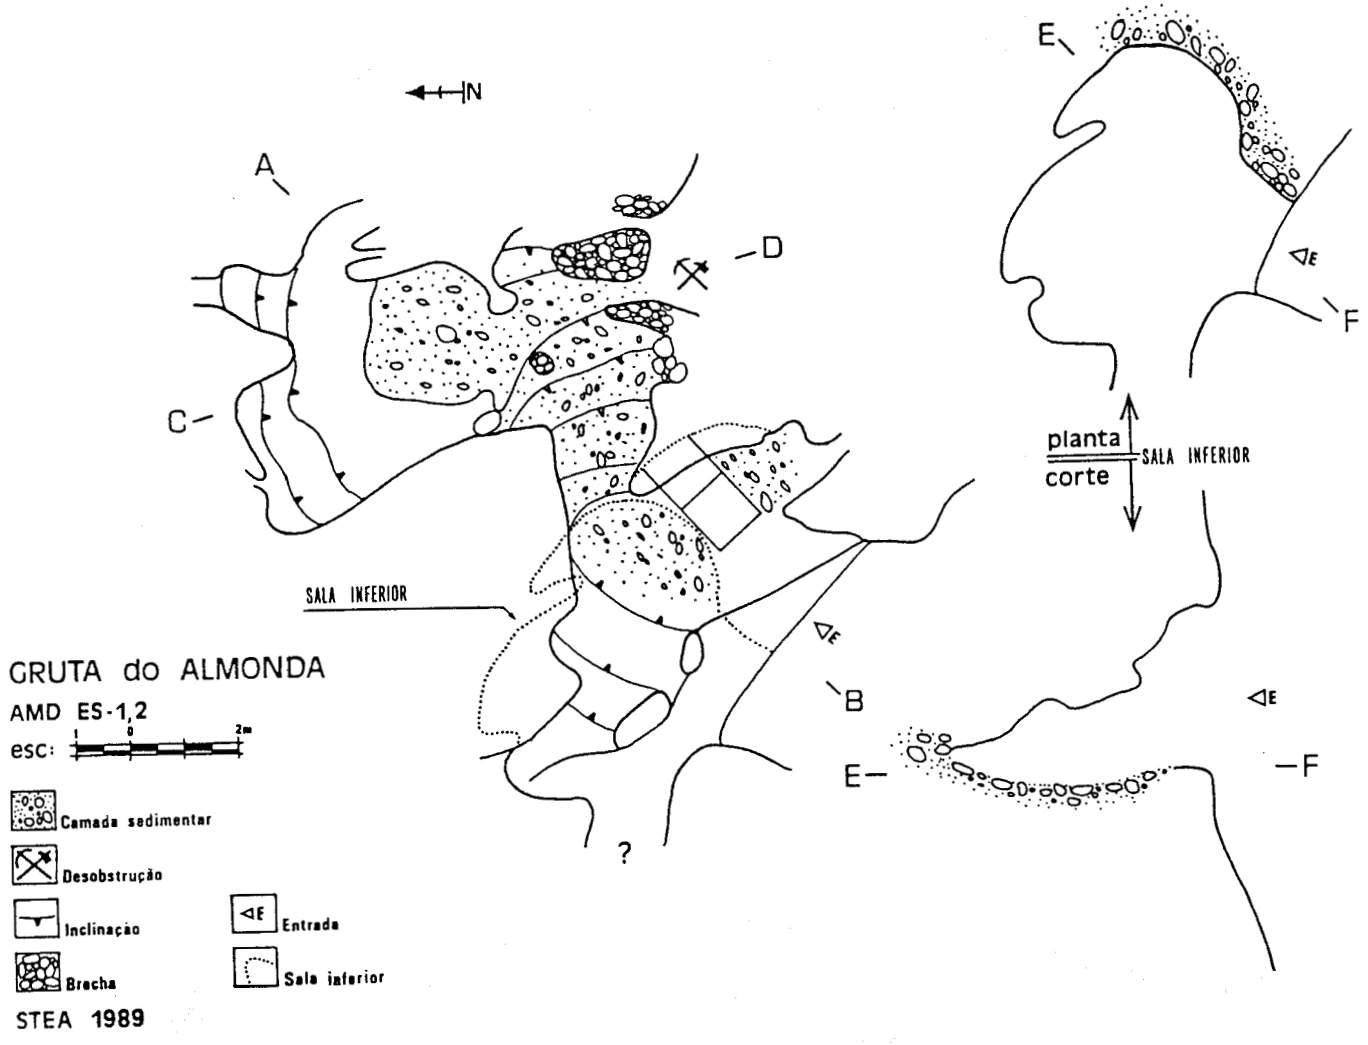 E
N
A
D
E
F
C
planta
SALA INFERIOR
corte
SALA INFERIOR
E
B
E
E
F
GRUTA do ALMONDA
AMD ES-1,2
1 0 2m
esc:
Camada sedimentar
Desobstrução
Inclinação
E Entrada
Brecha
Sala inferior
?
STEA 1989